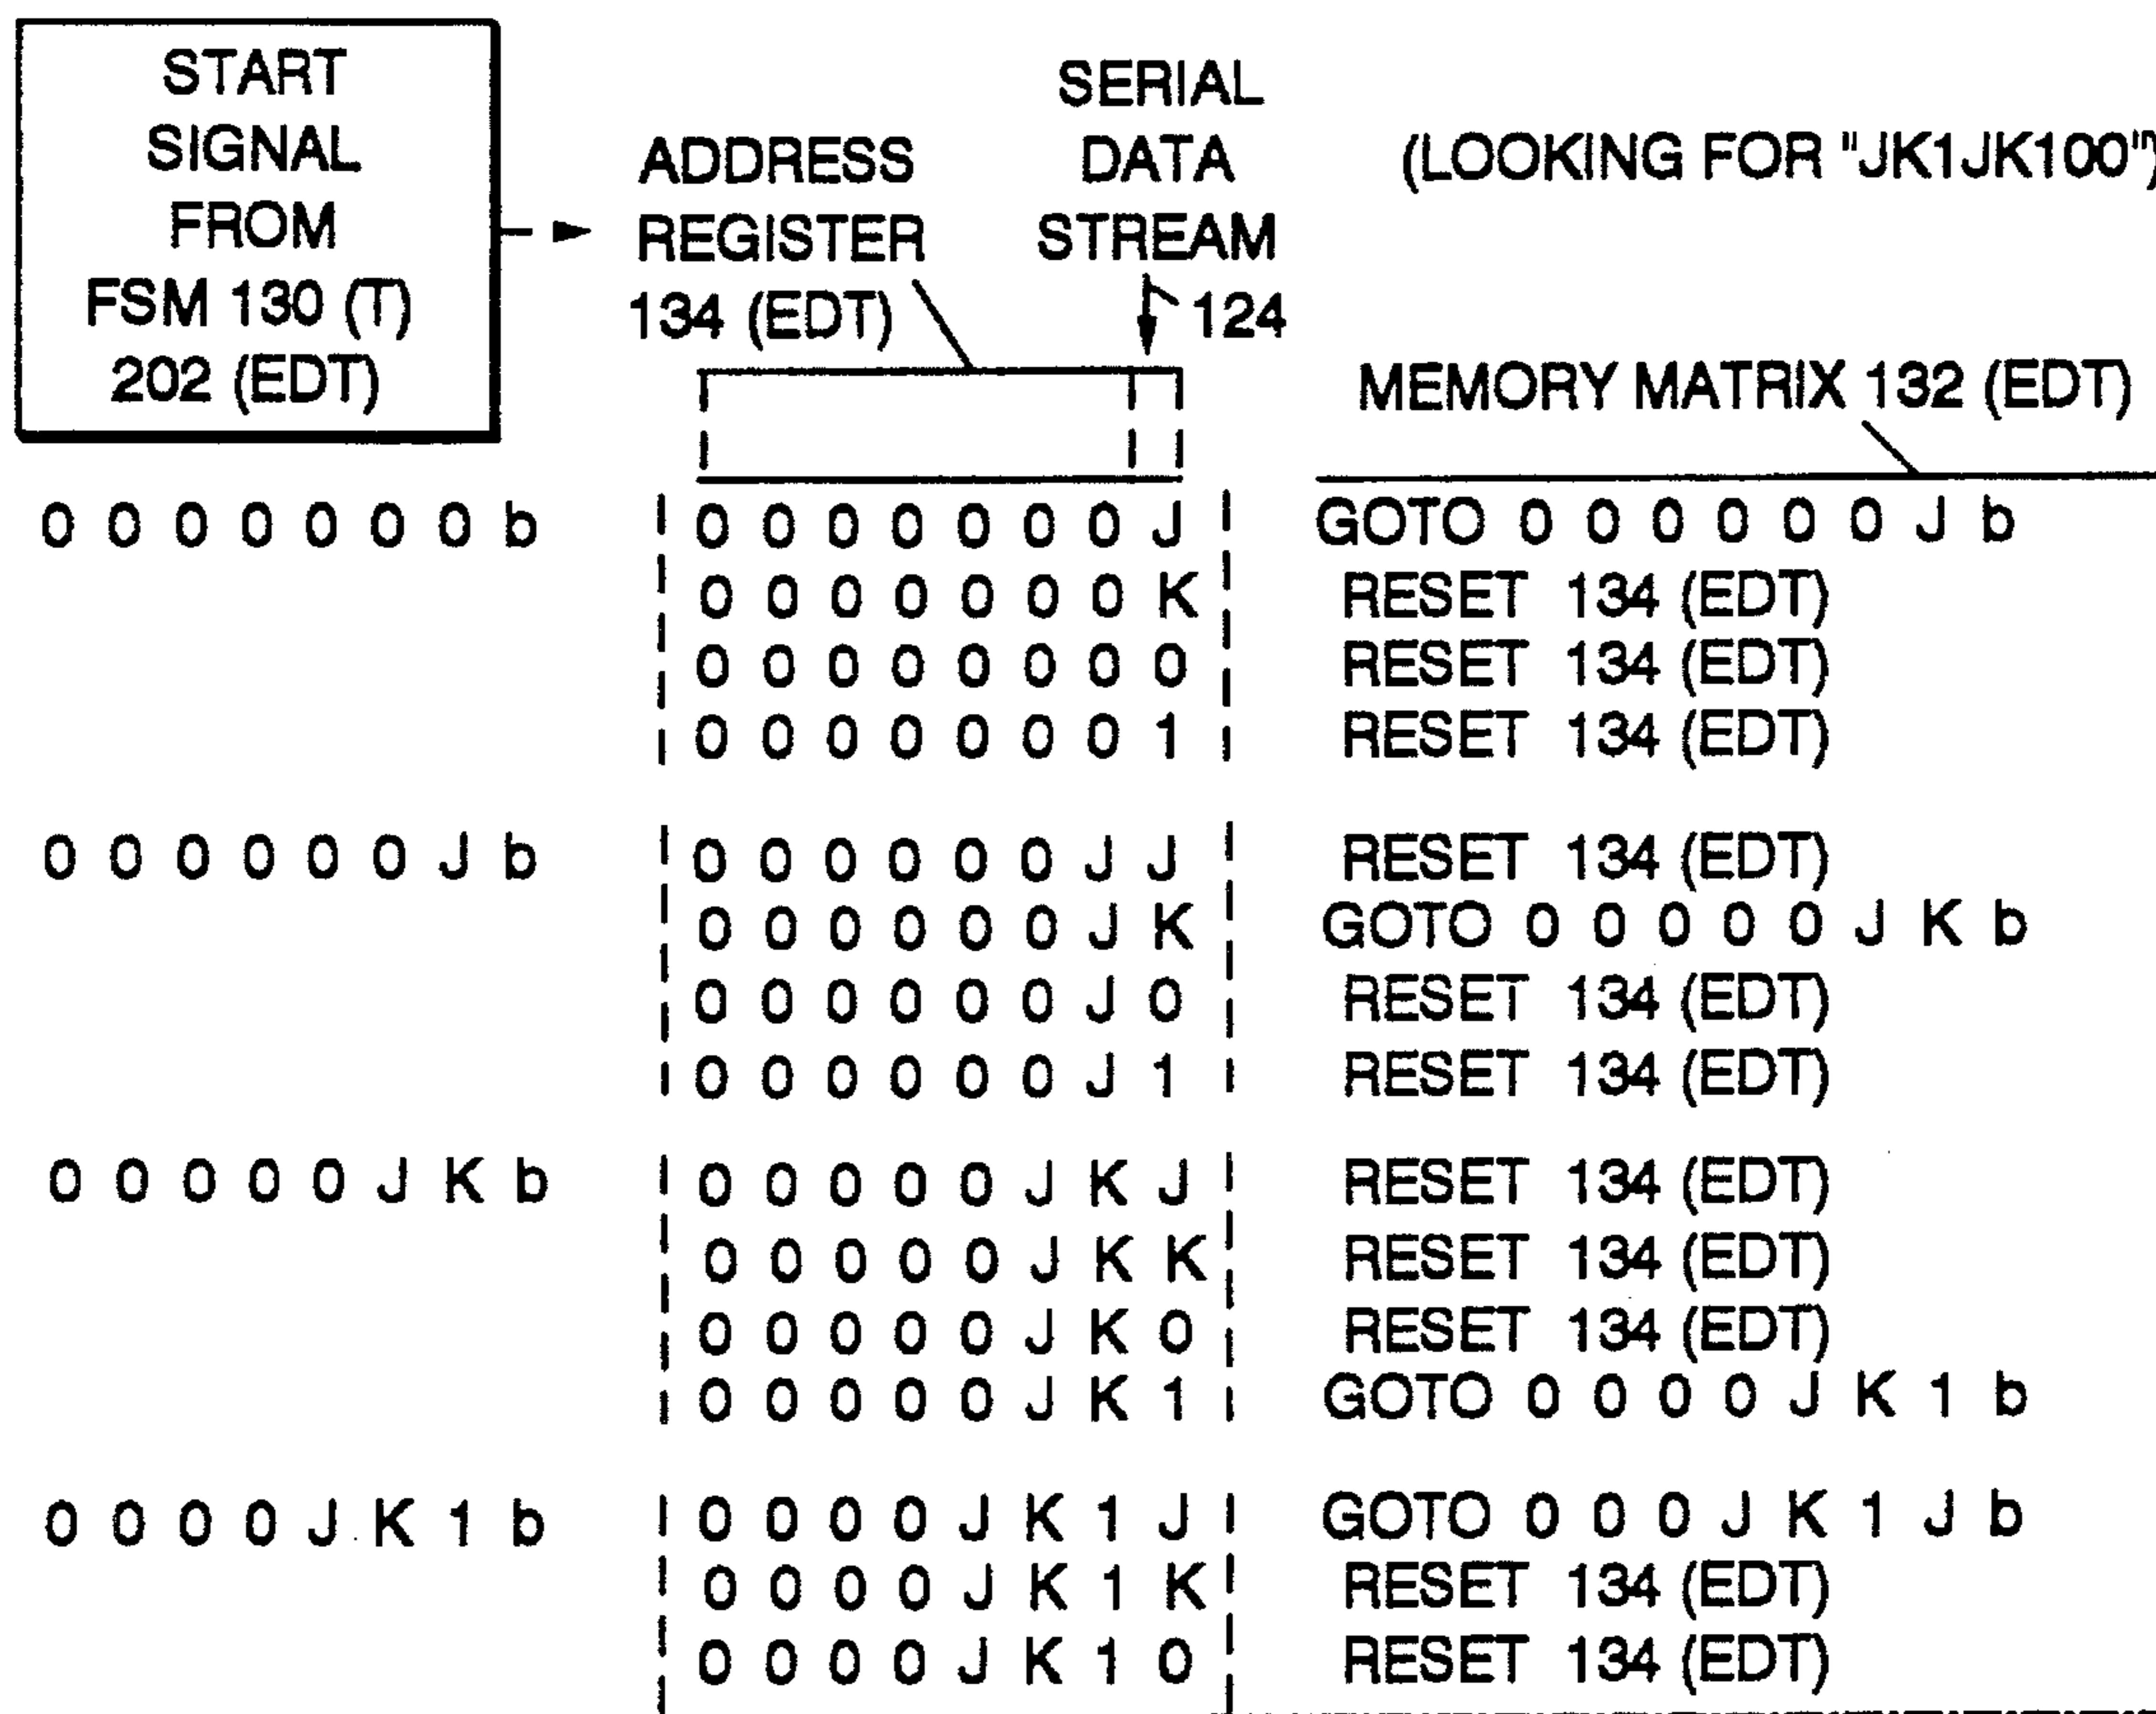 START
SIGNAL
FROM
FSM 130 (T)
202 (EDT)
ADDRESS
REGISTER
134 (EDT)
SERIAL
DATA
STREAM
124
(LOOKING FOR "JK1JK100")
MEMORY MATRIX 132 (EDT)
0 0 0 0 0 0 0 b 0 0 0 0 0 0 0 J GOTO 0 0 0 0 0 0 J b
0 0 0 0 0 0 0 K RESET 134 (EDT)
0 0 0 0 0 0 0 0 RESET 134 (EDT)
0 0 0 0 0 0 0 1 RESET 134 (EDT)
0 0 0 0 0 0 J b 0 0 0 0 0 0 J J RESET 134 (EDT)
0 0 0 0 0 0 J K GOTO 0 0 0 0 0 J K b
0 0 0 0 0 0 J 0 RESET 134 (EDT)
0 0 0 0 0 0 J 1 RESET 134 (EDT)
0 0 0 0 0 J K b 0 0 0 0 0 J K J RESET 134 (EDT)
0 0 0 0 0 J K K RESET 134 (EDT)
0 0 0 0 0 J K 0 RESET 134 (EDT)
0 0 0 0 0 J K 1 GOTO 0 0 0 0 J K 1 b
0 0 0 0 J K 1 b 0 0 0 0 J K 1 J GOTO 0 0 0 J K 1 J b
0 0 0 0 J K 1 K RESET 134 (EDT)
0 0 0 0 J K 1 0 RESET 134 (EDT)